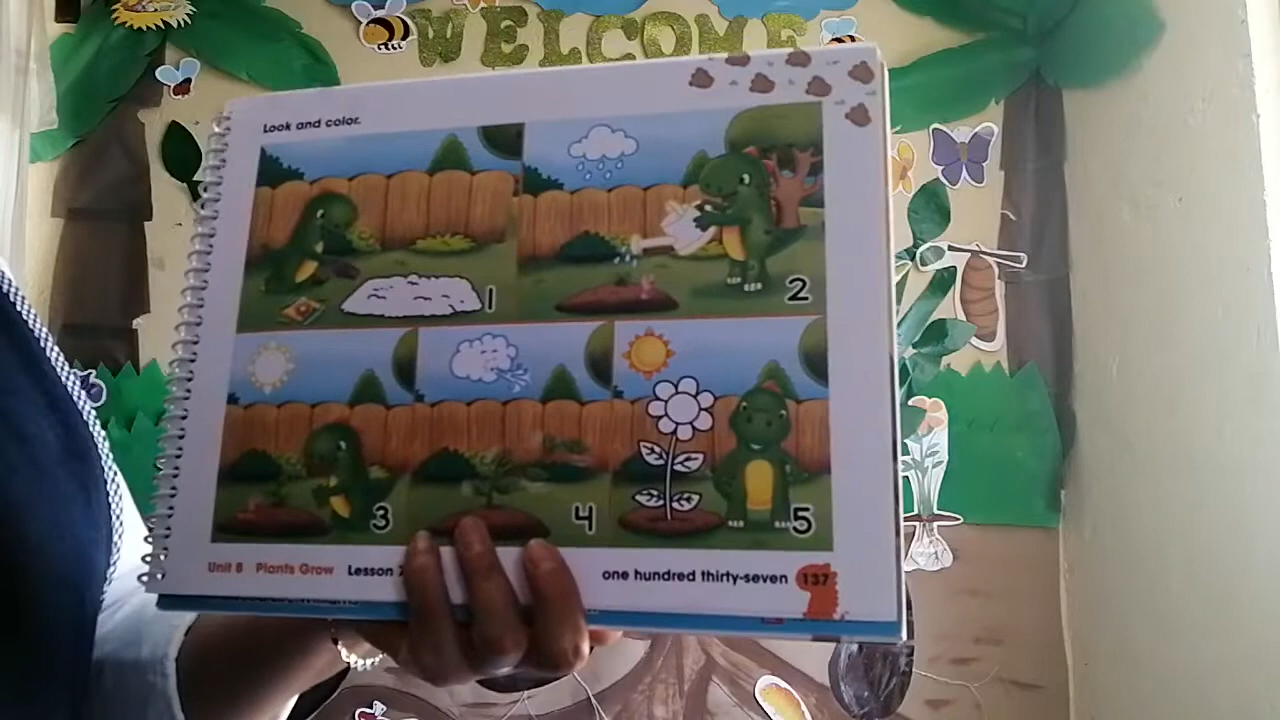 WELCOME
Look and color.
1
2
3
4
5
Unit 8 Plants Grow Lesson
one hundred thirty-seven 137